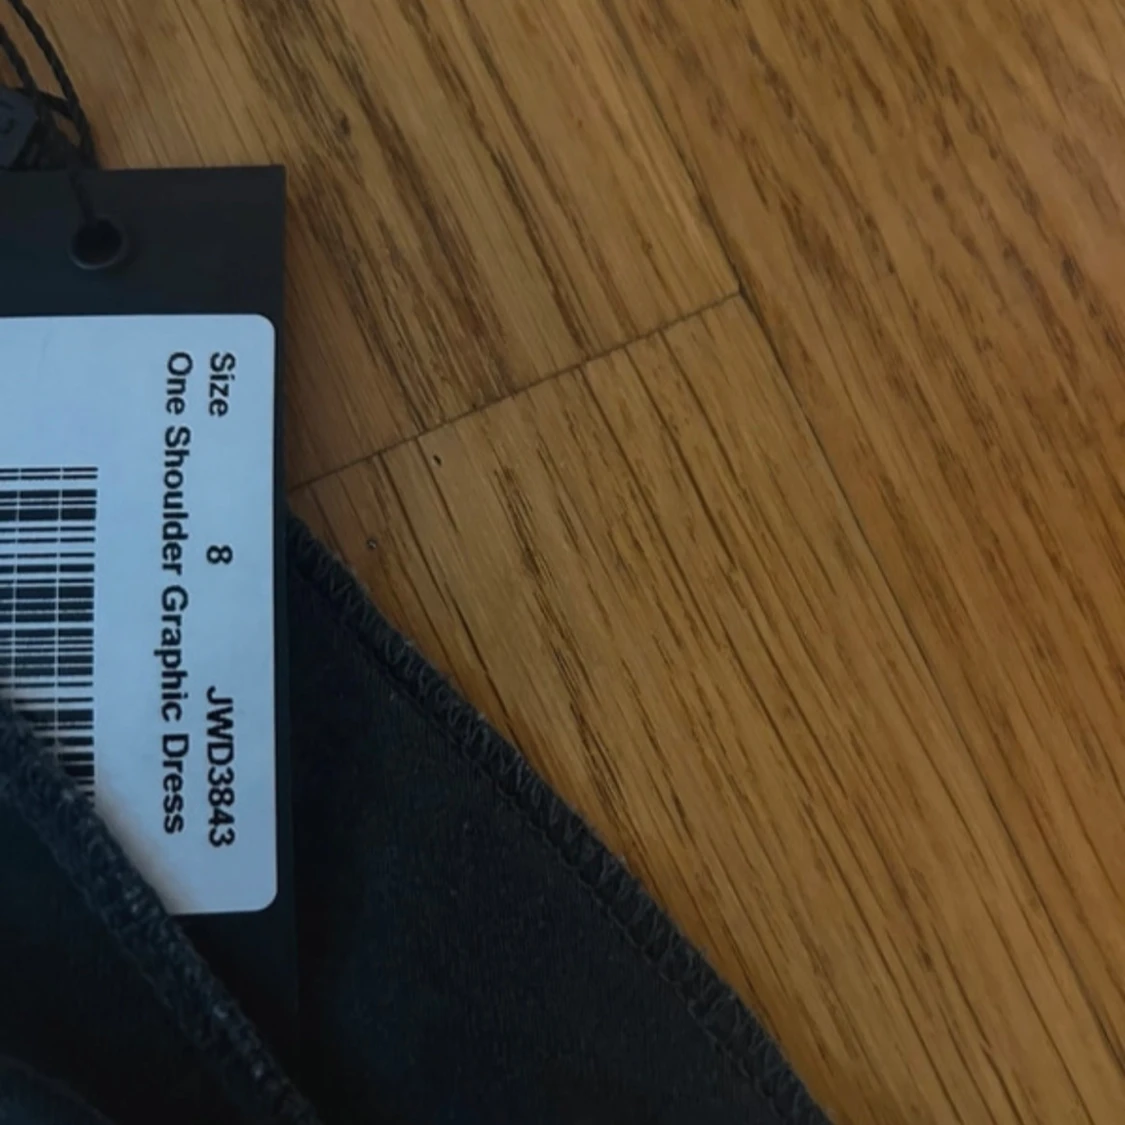 Size 8 JWD3843
One Shoulder Graphic Dress